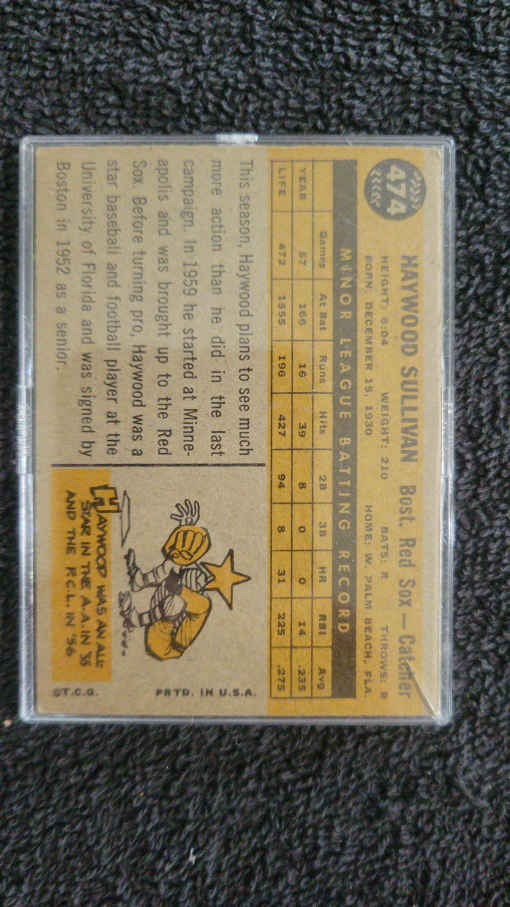 474
HAYWOOD SULLIVAN Bost. Red Sox — Catcher
HEIGHT: 6:04 WEIGHT: 210 BATS: R THROWS: R
BORN: DECEMBER 15, 1930 HOME: W. PALM BEACH, FLA.
MINOR LEAGUE BATTING RECORD
Games At Bat Runs Hits 2B 3B HR RBI Avg
YEAR 57 166 16 39 8 0 0 14 .235
LIFE 472 1555 196 427 94 8 31 225 .275
This season, Haywood plans to see much
more action than he did in the last
campaign. In 1959 he started at Minne-
apolis and was brought up to the Red
Sox. Before turning pro, Haywood was a
star baseball and football player at the
University of Florida and was signed by
Boston in 1952 as a senior.
HAYWOOD WAS AN ALL
STAR IN THE A.A. IN '55
AND THE P.C.L. IN '56
©T.C.G. PRTD. IN U.S.A.